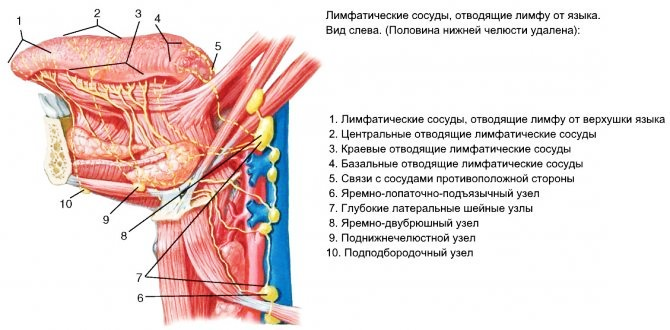 Лимфатические сосуды, отводящие лимфу от языка.
Вид слева. (Половина нижней челюсти удалена):
1. Лимфатические сосуды, отводящие лимфу от верхушки языка
2. Центральные отводящие лимфатические сосуды
3. Краевые отводящие лимфатические сосуды
4. Базальные отводящие лимфатические сосуды
5. Связи с сосудами противоположной стороны
6. Яремно-лопаточно-подъязычный узел
7. Глубокие латеральные шейные узлы
8. Яремно-двубрюшный узел
9. Поднижнечелюстной узел
10. Подподбородочный узел
1
2
3
4
5
10
9
8
7
6